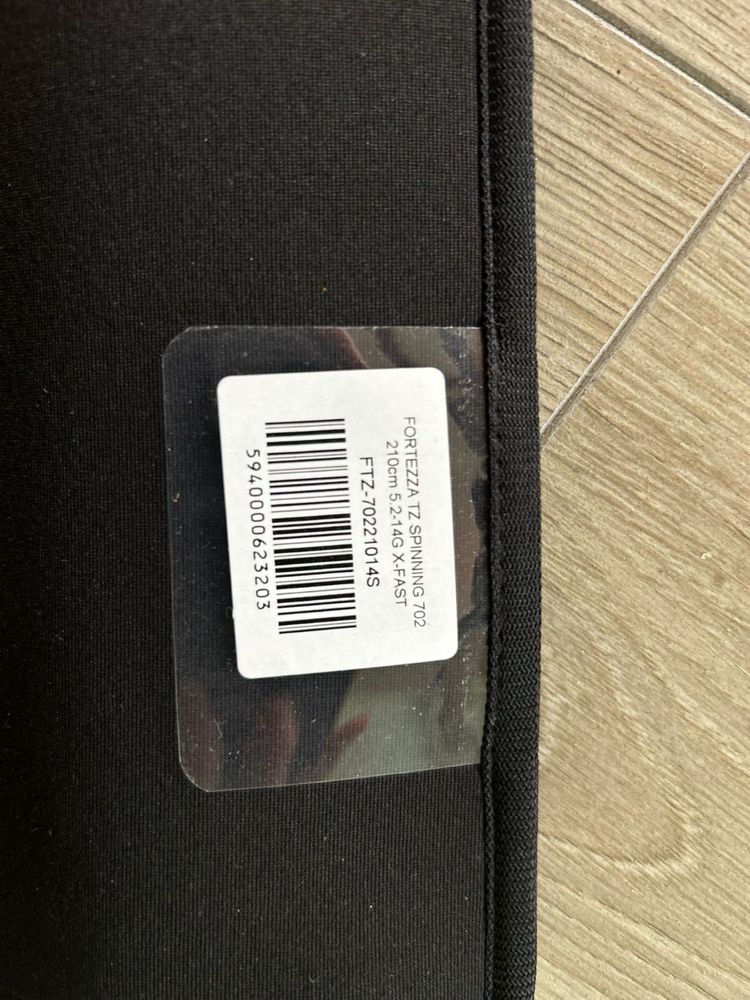 FORTEZZA TZ SPINNING 702
210cm 5.2-14G X-FAST
FTZ-70221014S
5940000623203